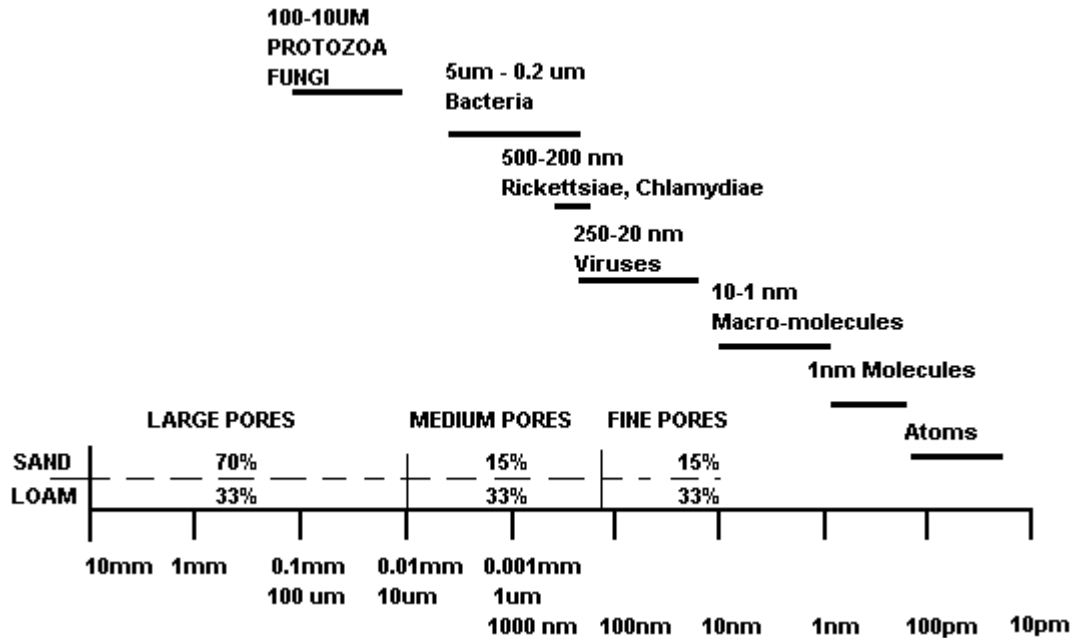 100-10UM
PROTOZOA
FUNGI
5um - 0.2 um
Bacteria
500-200 nm
Rickettsiae, Chlamydiae
250-20 nm
Viruses
10-1 nm
Macro-molecules
1nm Molecules
Atoms
LARGE PORES MEDIUM PORES FINE PORES
SAND 70% 15% 15%
LOAM 33% 33% 33%
10mm 1mm 0.1mm 0.01mm 0.001mm
100 um 10um 1um
1000 nm 100nm 10nm 1nm 100pm 10pm